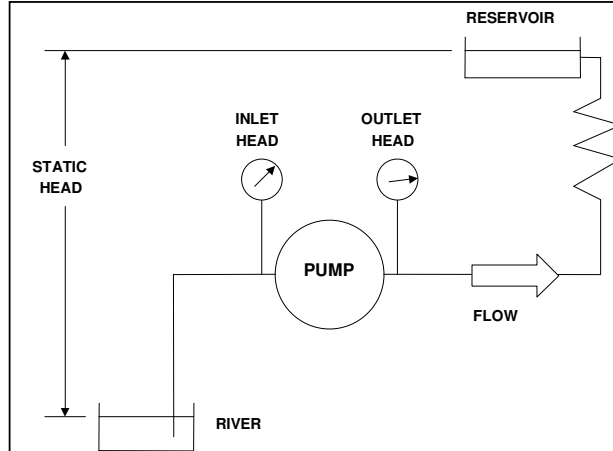 RESERVOIR
INLET
HEAD
OUTLET
HEAD
STATIC
HEAD
PUMP
FLOW
RIVER